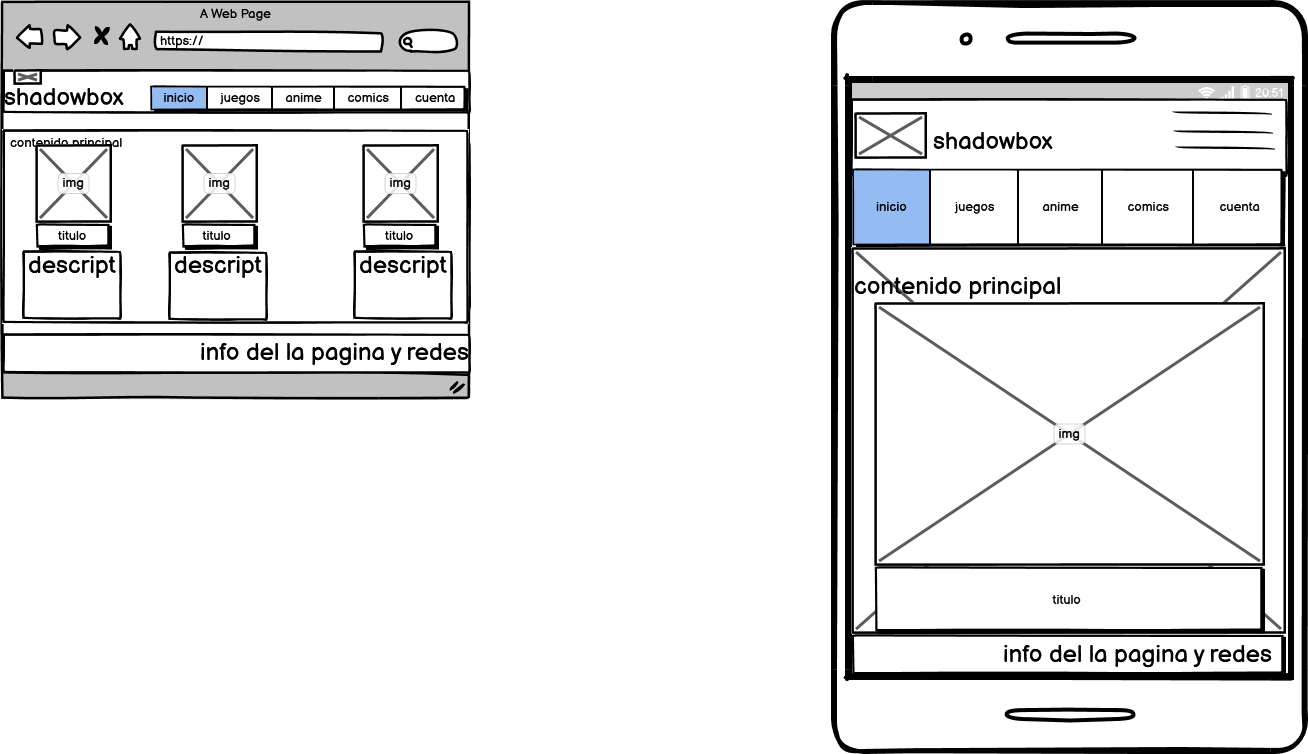 A Web Page
https://
shadowbox
inicio juegos anime comics cuenta
contenido principal
img img img
titulo titulo titulo
descript descript descript
info del la pagina y redes
20:51
shadowbox
inicio juegos anime comics cuenta
contenido principal
img
titulo
info del la pagina y redes